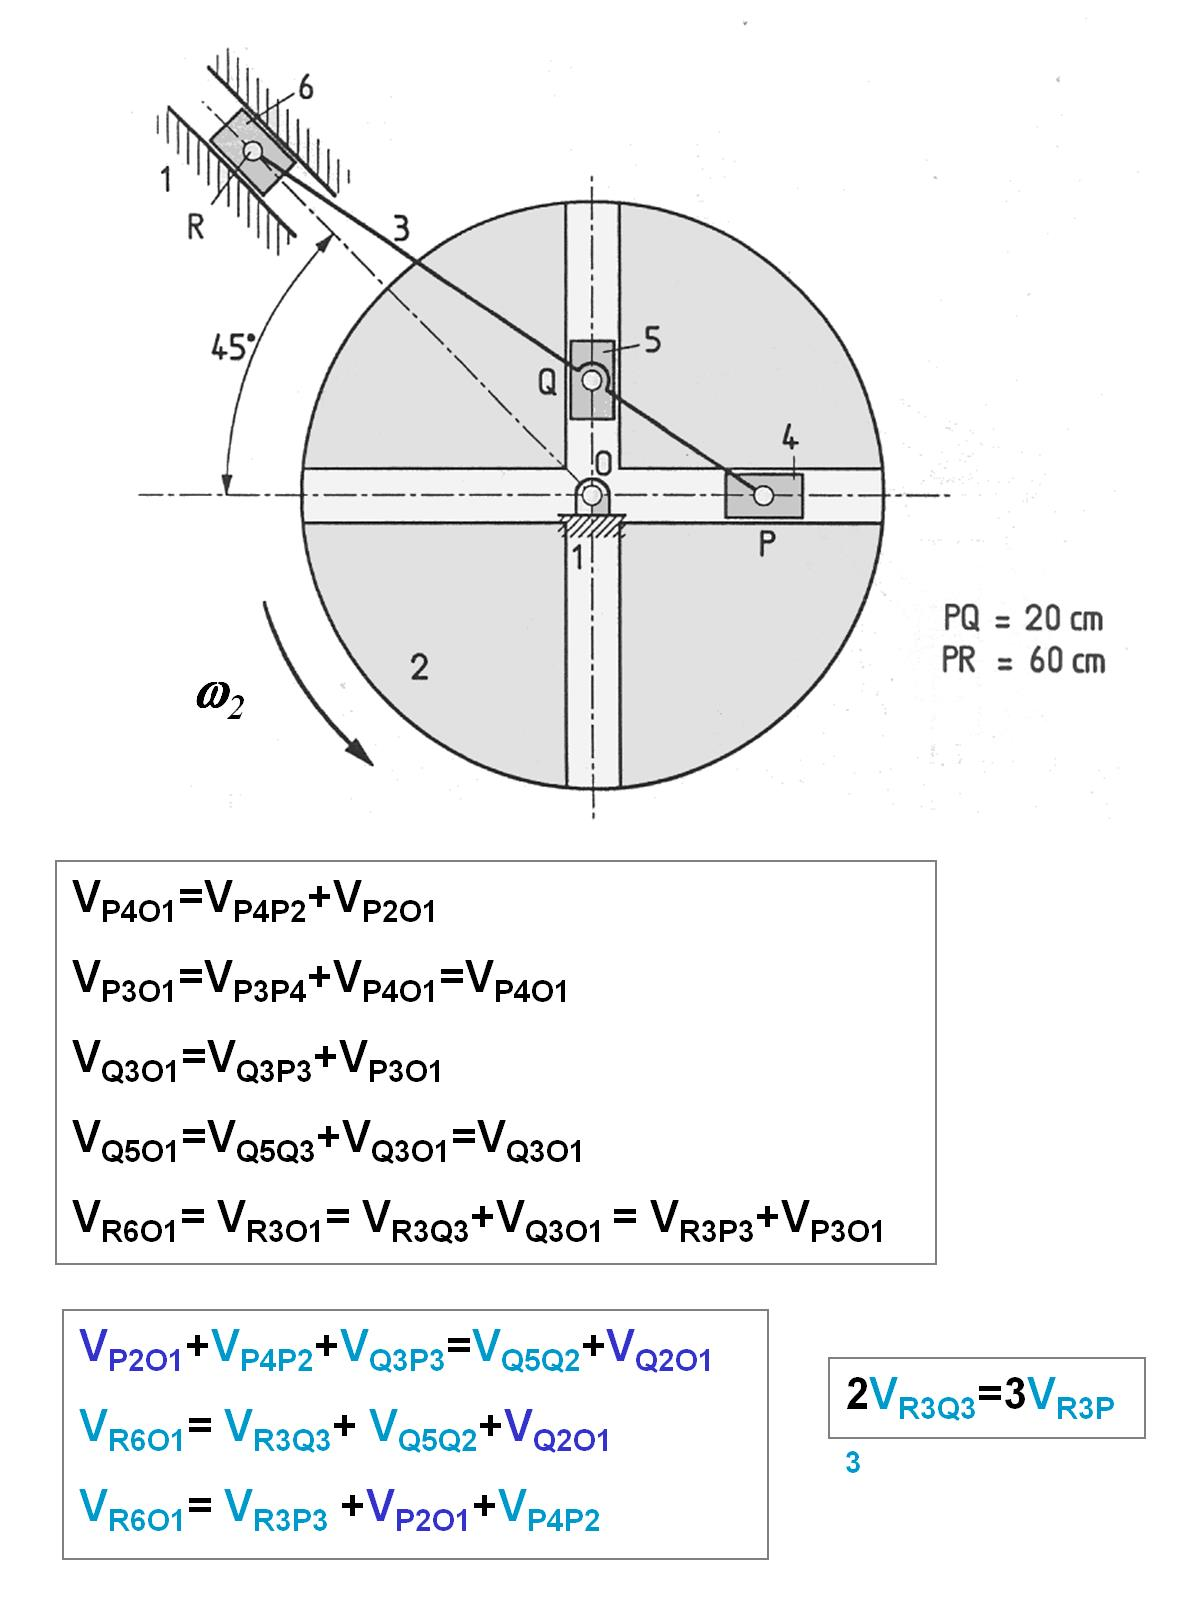 6
1
R
3
45°
5
Q
O
4
P
1
2
ω2
PQ = 20 cm
PR = 60 cm
VP4O1=VP4P2+VP2O1
VP3O1=VP3P4+VP4O1=VP4O1
VQ3O1=VQ3P3+VP3O1
VQ5O1=VQ5Q3+VQ3O1=VQ3O1
VR6O1= VR3O1= VR3Q3+VQ3O1 = VR3P3+VP3O1
VP2O1+VP4P2+VQ3P3=VQ5Q2+VQ2O1
VR6O1= VR3Q3+ VQ5Q2+VQ2O1
VR6O1= VR3P3 +VP2O1+VP4P2
2VR3Q3=3VR3P
3